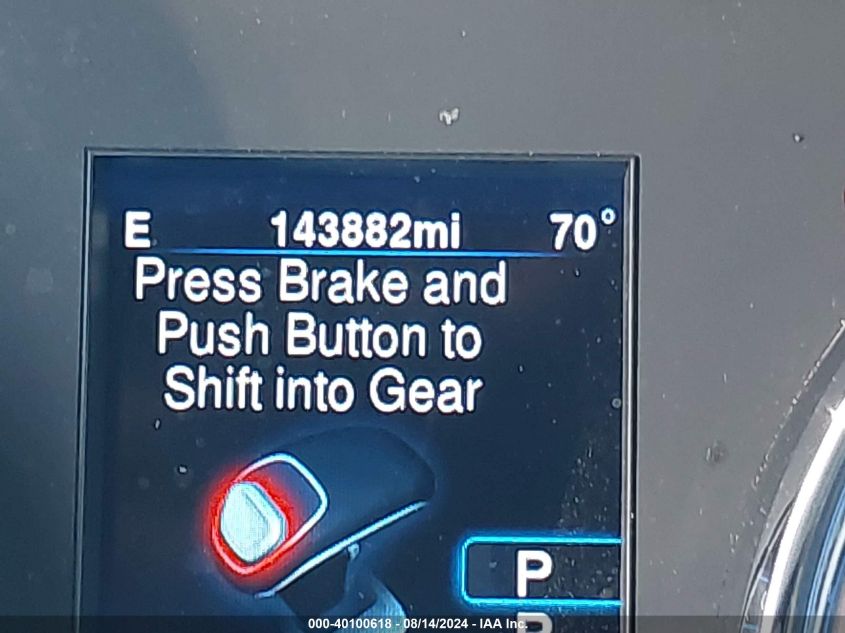 E 143882mi 70°
Press Brake and
Push Button to
Shift into Gear
P
000-40100618 - 08/14/2024 - IAA Inc.